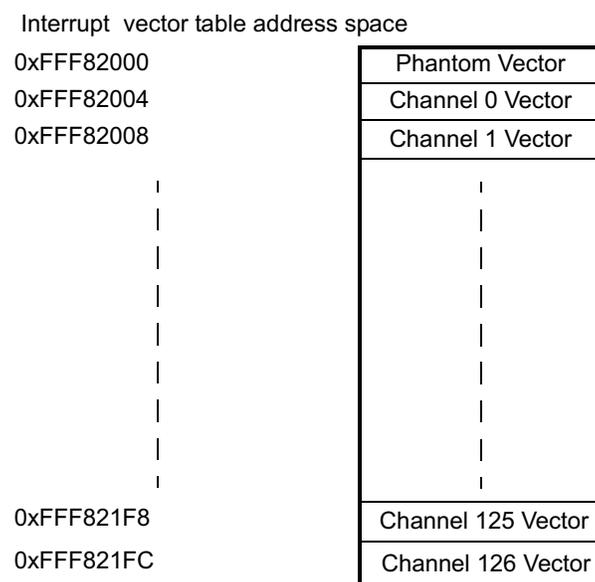 Interrupt vector table address space
0xFFF82000 Phantom Vector
0xFFF82004 Channel 0 Vector
0xFFF82008 Channel 1 Vector
0xFFF821F8 Channel 125 Vector
0xFFF821FC Channel 126 Vector